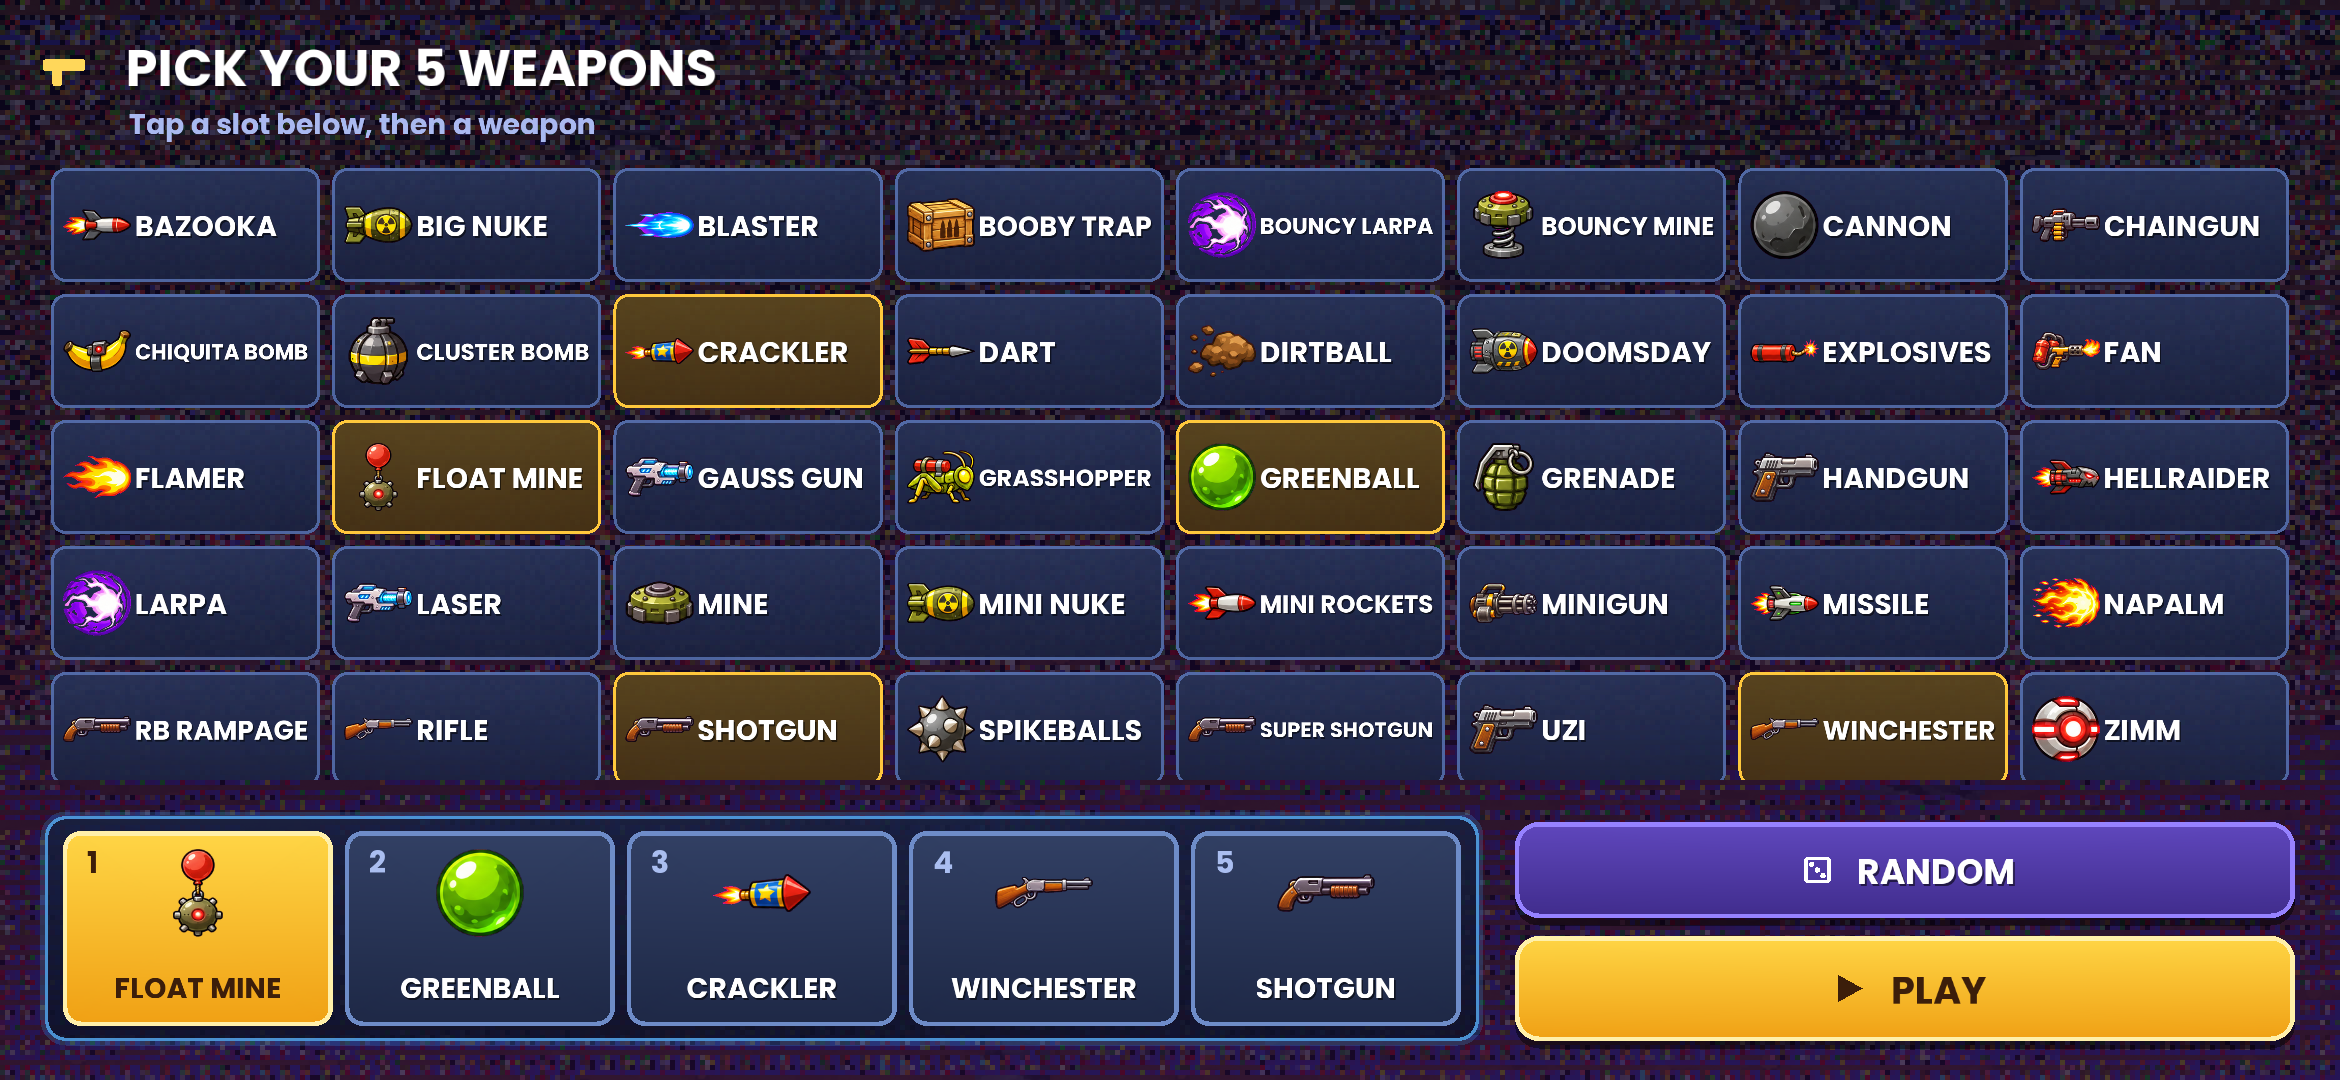 PICK YOUR 5 WEAPONS
Tap a slot below, then a weapon
BAZOOKA
BIG NUKE
BLASTER
BOOBY TRAP
BOUNCY LARPA
BOUNCY MINE
CANNON
CHAINGUN
CHIQUITA BOMB
CLUSTER BOMB
CRACKLER
DART
DIRTBALL
DOOMSDAY
EXPLOSIVES
FAN
FLAMER
FLOAT MINE
GAUSS GUN
GRASSHOPPER
GREENBALL
GRENADE
HANDGUN
HELLRAIDER
LARPA
LASER
MINE
MINI NUKE
MINI ROCKETS
MINIGUN
MISSILE
NAPALM
RB RAMPAGE
RIFLE
SHOTGUN
SPIKEBALLS
SUPER SHOTGUN
UZI
WINCHESTER
ZIMM
1
FLOAT MINE
2
GREENBALL
3
CRACKLER
4
WINCHESTER
5
SHOTGUN
RANDOM
PLAY